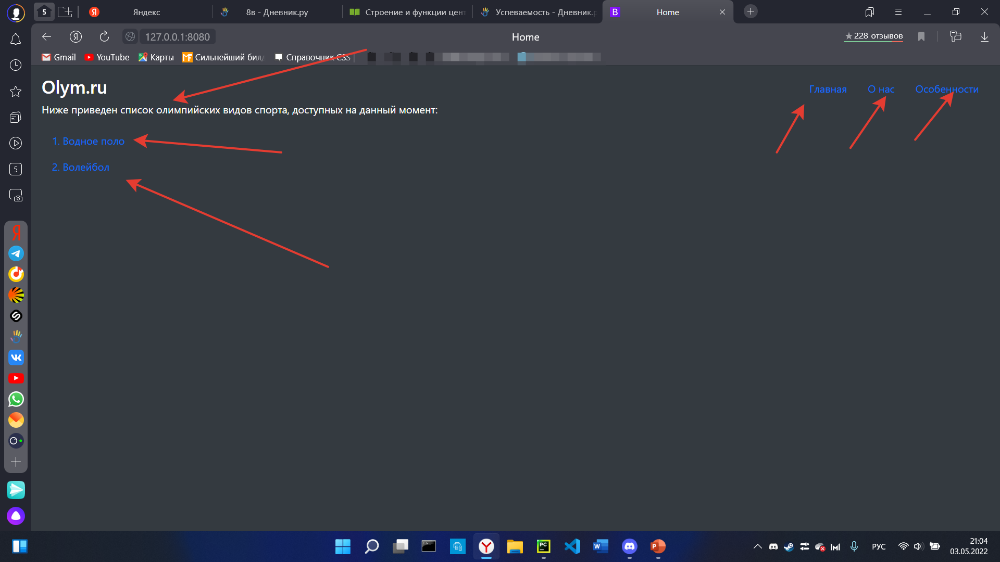 5
Яндекс
8в - Дневник.ру
Строение и функции цент
Успеваемость - Дневник.р
Home
127.0.0.1:8080
Home
228 отзывов
Gmail
YouTube
Карты
Сильнейший билд
Справочник CSS
Olym.ru
Главная
О нас
Особенности
Ниже приведен список олимпийских видов спорта, доступных на данный момент:
1. Водное поло
2. Волейбол
5
РУС
21:04
03.05.2022